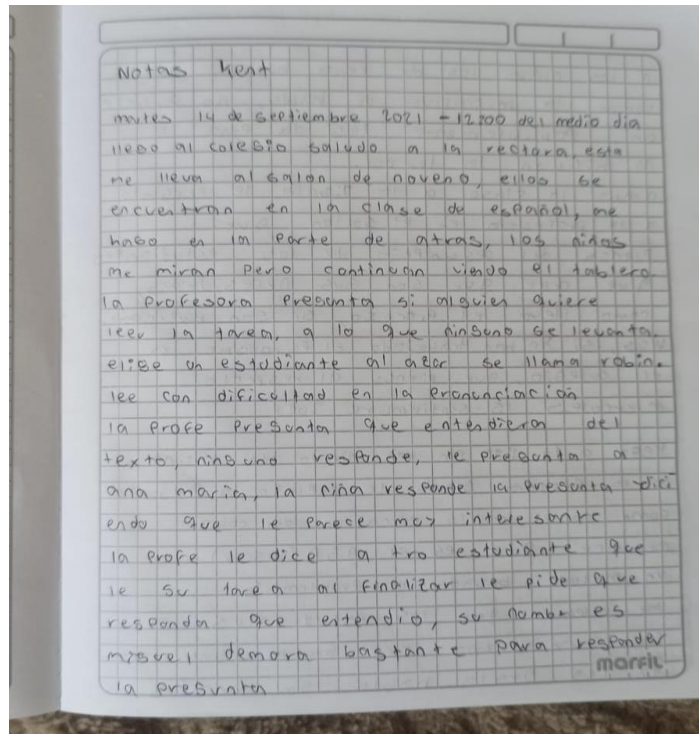 Notas Kent
martes 14 de septiembre 2021 - 12:00 del medio dia
llego al colegio saludo a la rectora, esta
me lleva al salon de noveno, ellos se
encuentran en la clase de español, me
hago en la parte de atras, los niños
me miran pero continuan viendo el tablero.
la profesora pregunta si alguien quiere
leer la tarea, a lo que ninguno se levanta.
elige un estudiante al azar se llama robin.
lee con dificultad en la pronunciacion
la profe pregunta que entendieron del
texto, ninguno responde, le pregunta a
ana maria, la niña responde la pregunta dici
endo que le parece muy interesante
la profe le dice a tro estudiante que
le su tarea al finalizar le pide que
responda que entendio, su nombre es
miguel demora bastante para responder
la pregunta
marfil